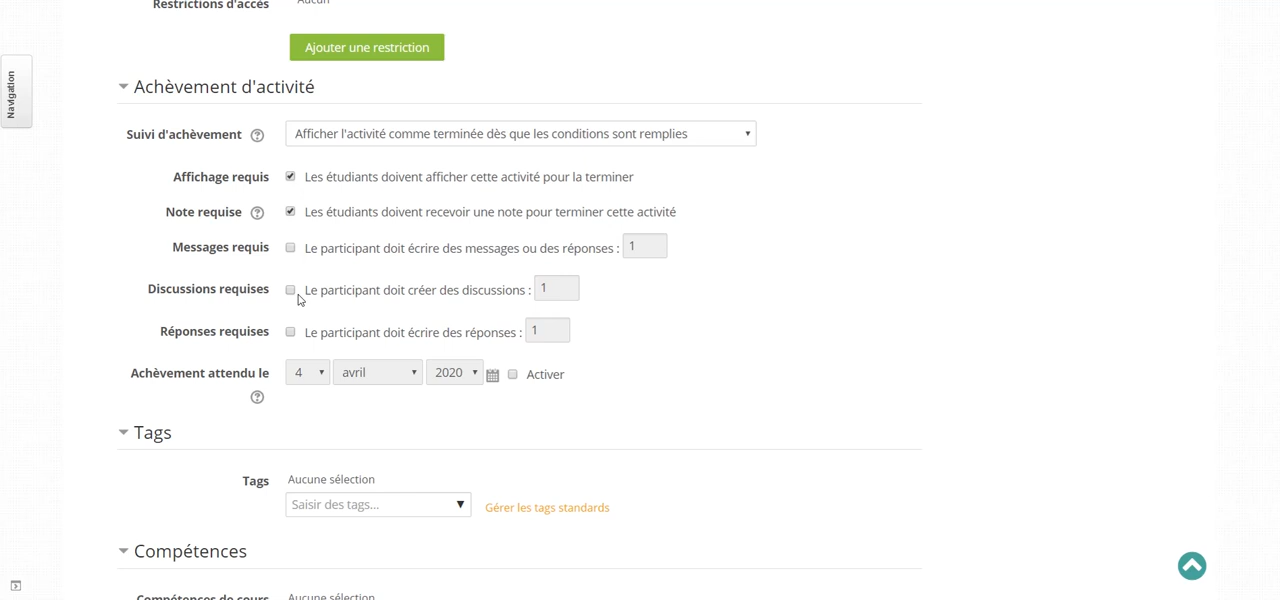 Restrictions d'accès Aucun
Ajouter une restriction
Navigation
Achèvement d'activité
Suivi d'achèvement Afficher l'activité comme terminée dès que les conditions sont remplies
Affichage requis Les étudiants doivent afficher cette activité pour la terminer
Note requise Les étudiants doivent recevoir une note pour terminer cette activité
Messages requis Le participant doit écrire des messages ou des réponses : 1
Discussions requises Le participant doit créer des discussions : 1
Réponses requises Le participant doit écrire des réponses : 1
Achèvement attendu le 4 avril 2020 Activer
Tags
Tags Aucune sélection
Saisir des tags... Gérer les tags standards
Compétences
Compétences de cours Aucune sélection